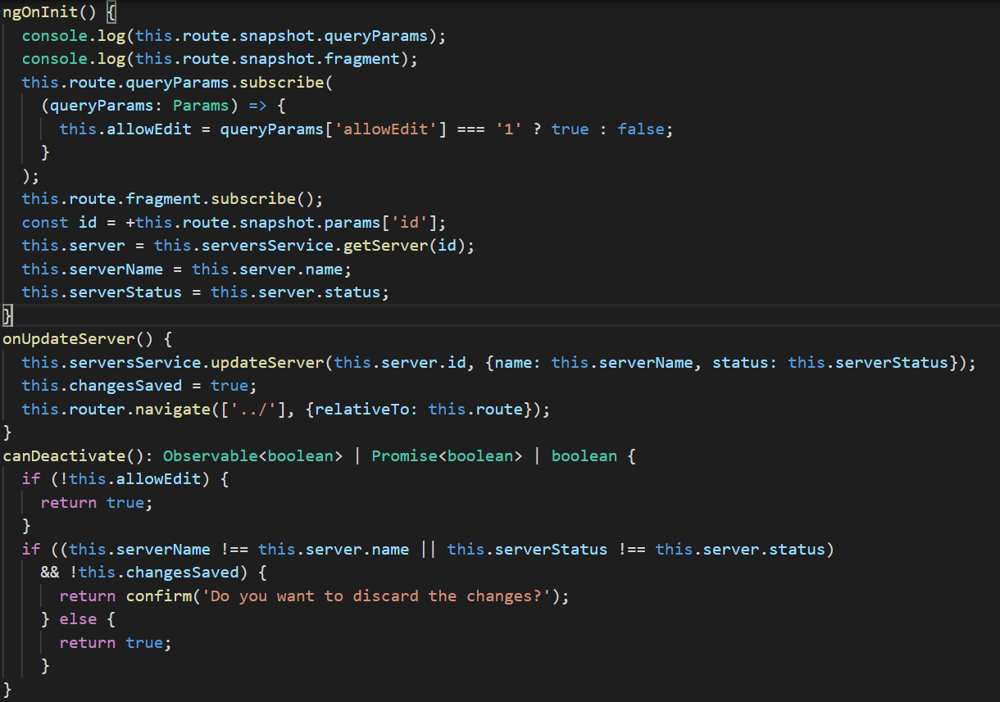 ngOnInit() {
  console.log(this.route.snapshot.queryParams);
  console.log(this.route.snapshot.fragment);
  this.route.queryParams.subscribe(
    (queryParams: Params) => {
      this.allowEdit = queryParams['allowEdit'] === '1' ? true : false;
    }
  );
  this.route.fragment.subscribe();
  const id = +this.route.snapshot.params['id'];
  this.server = this.serversService.getServer(id);
  this.serverName = this.server.name;
  this.serverStatus = this.server.status;
}
onUpdateServer() {
  this.serversService.updateServer(this.server.id, {name: this.serverName, status: this.serverStatus});
  this.changesSaved = true;
  this.router.navigate(['../'], {relativeTo: this.route});
}
canDeactivate(): Observable<boolean> | Promise<boolean> | boolean {
  if (!this.allowEdit) {
    return true;
  }
  if ((this.serverName !== this.server.name || this.serverStatus !== this.server.status)
    && !this.changesSaved) {
      return confirm('Do you want to discard the changes?');
    } else {
      return true;
    }
}